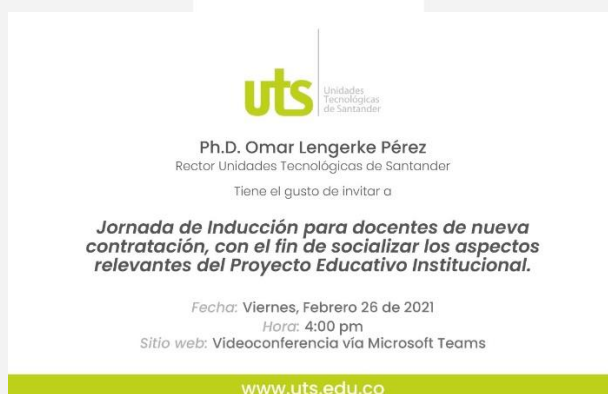 uts
Unidades
Tecnológicas
de Santander
Ph.D. Omar Lengerke Pérez
Rector Unidades Tecnológicas de Santander
Tiene el gusto de invitar a
Jornada de Inducción para docentes de nueva
contratación, con el fin de socializar los aspectos
relevantes del Proyecto Educativo Institucional.
Fecha: Viernes, Febrero 26 de 2021
Hora: 4:00 pm
Sitio web: Videoconferencia vía Microsoft Teams
www.uts.edu.co